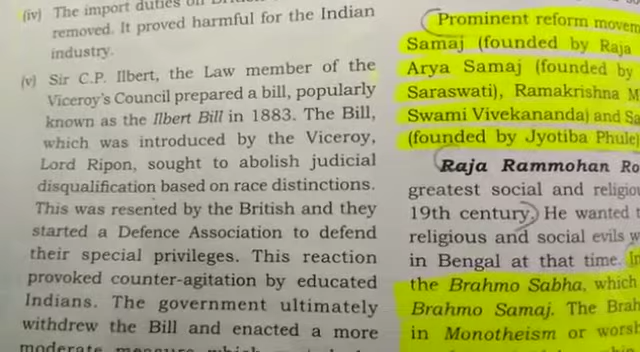 (iv) The import duties on
removed. It proved harmful for the Indian
industry.
(v) Sir C.P. Ilbert, the Law member of the
Viceroy's Council prepared a bill, popularly
known as the Ilbert Bill in 1883. The Bill,
which was introduced by the Viceroy,
Lord Ripon, sought to abolish judicial
disqualification based on race distinctions.
This was resented by the British and they
started a Defence Association to defend
their special privileges. This reaction
provoked counter-agitation by educated
Indians. The government ultimately
withdrew the Bill and enacted a more
moderate measure which
Prominent reform movem
Samaj (founded by Raja
Arya Samaj (founded by
Saraswati), Ramakrishna M
Swami Vivekananda) and Sa
(founded by Jyotiba Phule)
Raja Rammohan Ro
greatest social and religiou
19th century. He wanted t
religious and social evils w
in Bengal at that time. In
the Brahmo Sabha, which
Brahmo Samaj. The Brah
in Monotheism or worsh